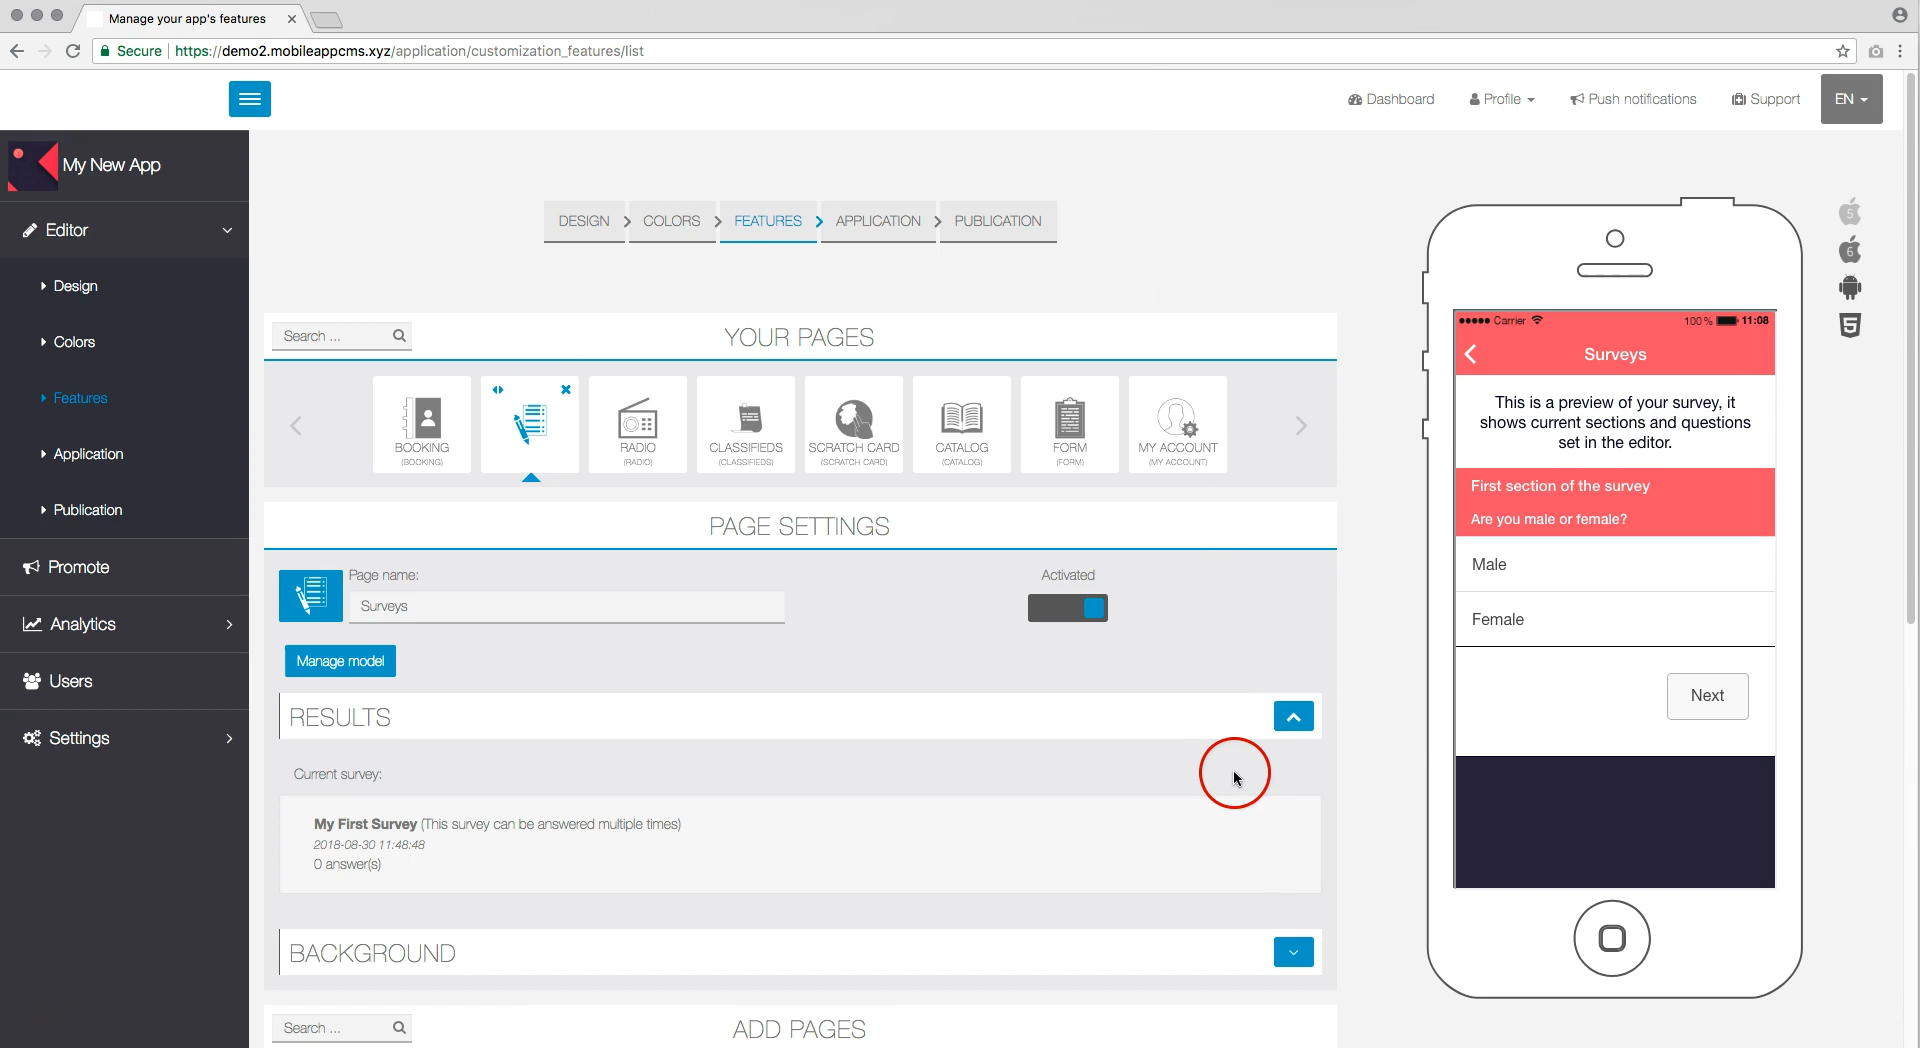 Manage your app's features
Secure https://demo2.mobileappcms.xyz/application/customization_features/list
Dashboard
Profile
Push notifications
Support
EN
My New App
Editor
Design
Colors
Features
Application
Publication
Promote
Analytics
Users
Settings
DESIGN
COLORS
FEATURES
APPLICATION
PUBLICATION
Search ...
YOUR PAGES
BOOKING
(BOOKING)
RADIO
(RADIO)
CLASSIFIEDS
(CLASSIFIEDS)
SCRATCH CARD
(SCRATCH CARD)
CATALOG
(CATALOG)
FORM
(FORM)
MY ACCOUNT
(MY ACCOUNT)
PAGE SETTINGS
Page name:
Surveys
Activated
Manage model
RESULTS
Current survey:
My First Survey (This survey can be answered multiple times)
2018-08-30 11:48:48
0 answer(s)
BACKGROUND
Search ...
ADD PAGES
Carrier
100 %
11:08
Surveys
This is a preview of your survey, it
shows current sections and questions
set in the editor.
First section of the survey
Are you male or female?
Male
Female
Next
5
6
5